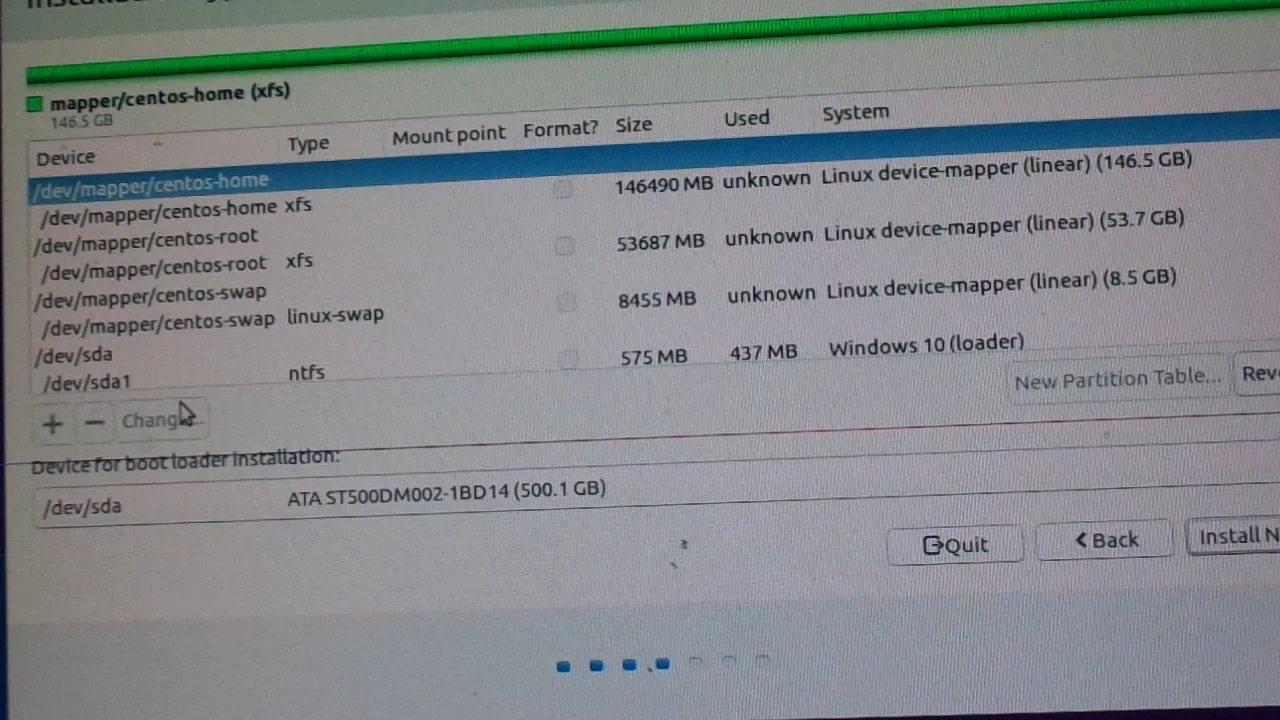 mapper/centos-home (xfs)
146.5 GB
Device Type Mount point Format? Size Used System
/dev/mapper/centos-home
/dev/mapper/centos-home xfs 146490 MB unknown Linux device-mapper (linear) (146.5 GB)
/dev/mapper/centos-root
/dev/mapper/centos-root xfs 53687 MB unknown Linux device-mapper (linear) (53.7 GB)
/dev/mapper/centos-swap
/dev/mapper/centos-swap linux-swap 8455 MB unknown Linux device-mapper (linear) (8.5 GB)
/dev/sda
/dev/sda1 ntfs 575 MB 437 MB Windows 10 (loader)
+ − Chang... New Partition Table... Rev
Device for boot loader installation:
/dev/sda ATA ST500DM002-1BD14 (500.1 GB)
Quit Back Install N